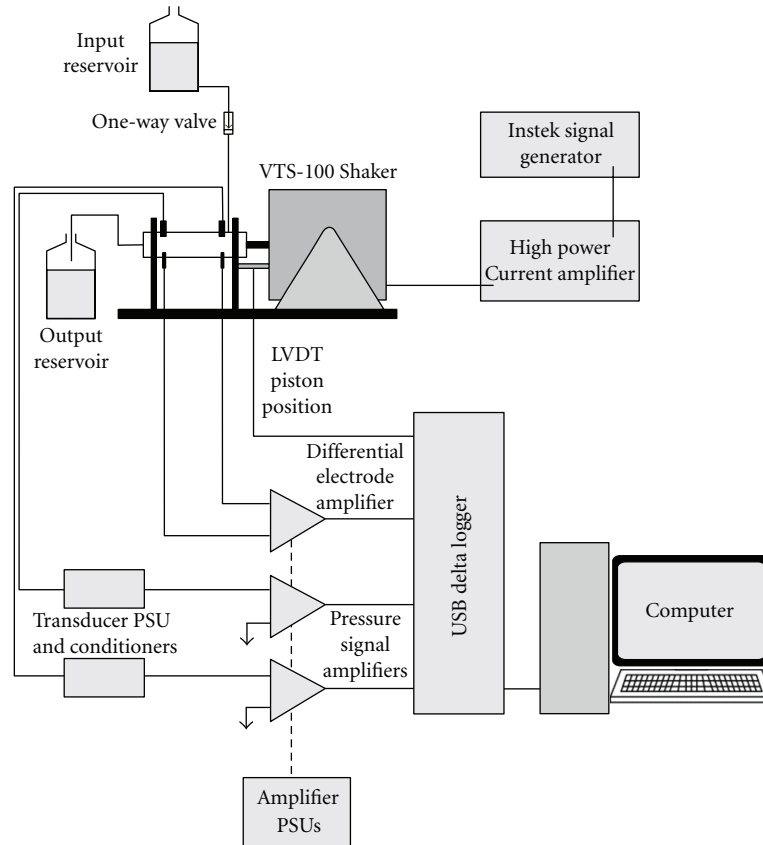 Input
reservoir
One-way valve
VTS-100 Shaker
Instek signal
generator
High power
Current amplifier
Output
reservoir
LVDT
piston
position
Differential
electrode
amplifier
USB delta logger
Transducer PSU
and conditioners
Pressure
signal
amplifiers
Computer
Amplifier
PSUs